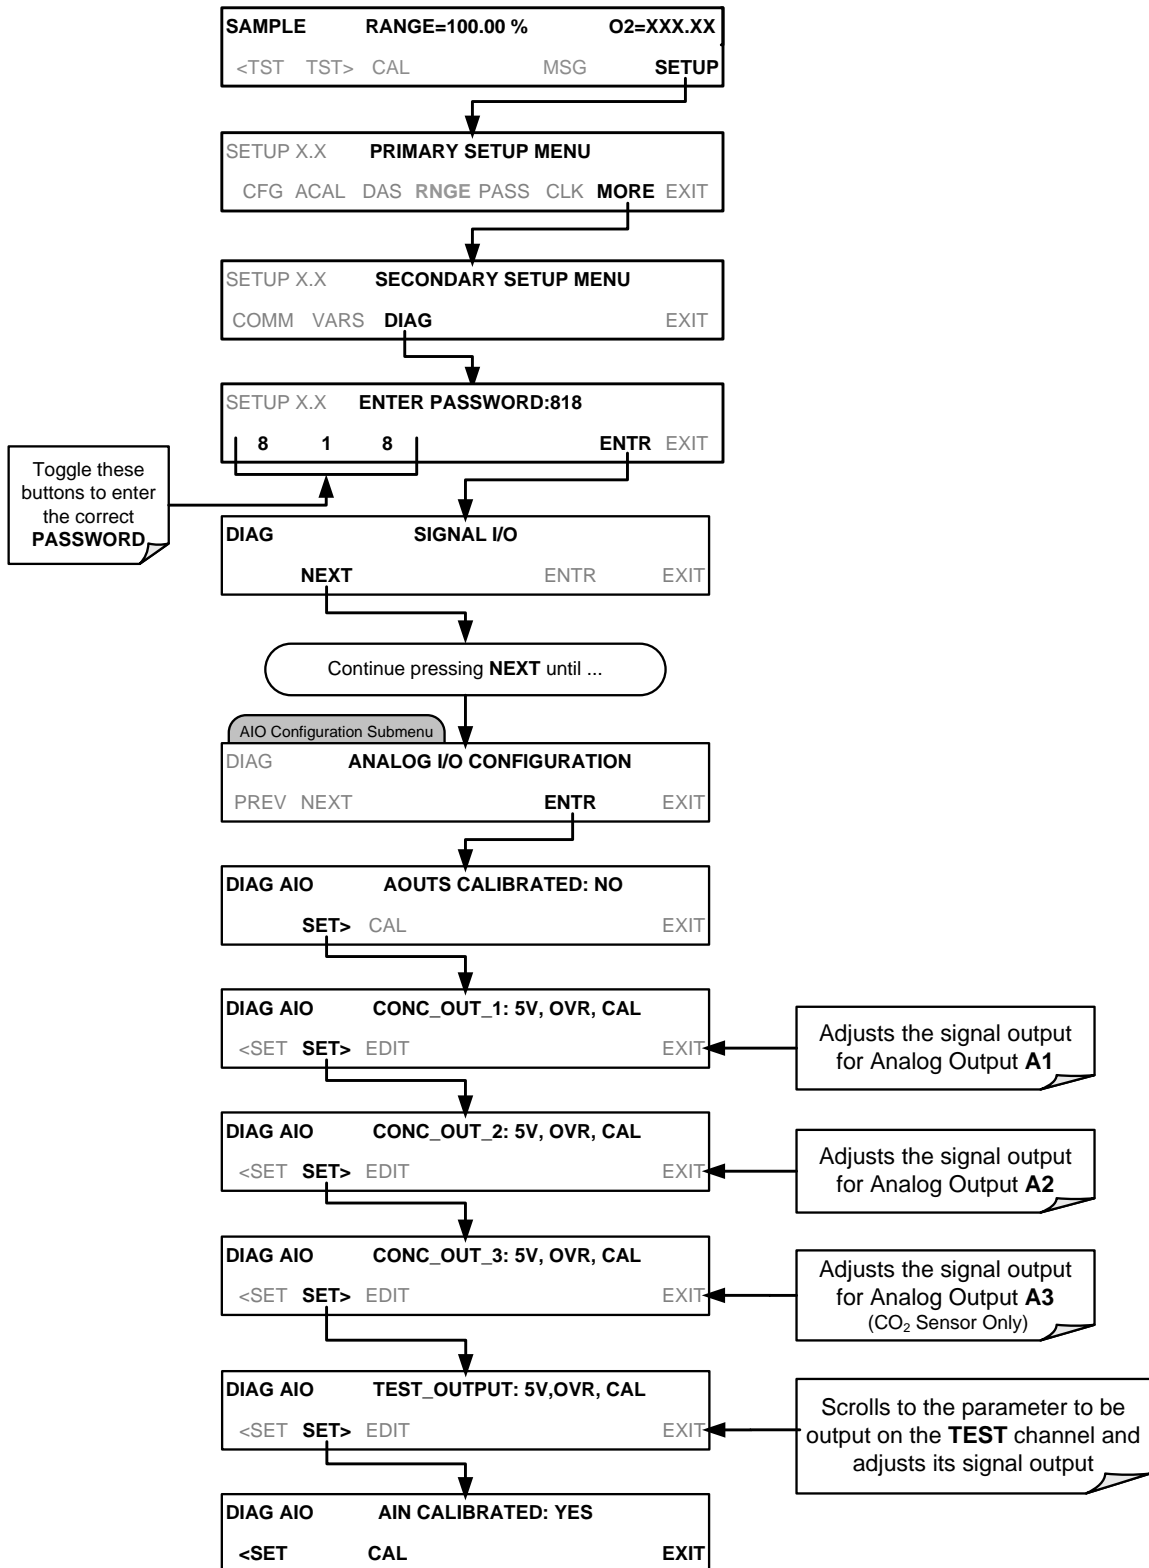 SAMPLE RANGE=100.00 % O2=XXX.XX
<TST TST> CAL MSG SETUP
SETUP X.X PRIMARY SETUP MENU
CFG ACAL DAS RNGE PASS CLK MORE EXIT
SETUP X.X SECONDARY SETUP MENU
COMM VARS DIAG EXIT
SETUP X.X ENTER PASSWORD:818
8 1 8 ENTR EXIT
Toggle these
buttons to enter
the correct
PASSWORD
DIAG SIGNAL I/O
NEXT ENTR EXIT
Continue pressing NEXT until ...
AIO Configuration Submenu
DIAG ANALOG I/O CONFIGURATION
PREV NEXT ENTR EXIT
DIAG AIO AOUTS CALIBRATED: NO
SET> CAL EXIT
DIAG AIO CONC_OUT_1: 5V, OVR, CAL
<SET SET> EDIT EXIT
Adjusts the signal output
for Analog Output A1
DIAG AIO CONC_OUT_2: 5V, OVR, CAL
<SET SET> EDIT EXIT
Adjusts the signal output
for Analog Output A2
DIAG AIO CONC_OUT_3: 5V, OVR, CAL
<SET SET> EDIT EXIT
Adjusts the signal output
for Analog Output A3
(CO₂ Sensor Only)
DIAG AIO TEST_OUTPUT: 5V,OVR, CAL
<SET SET> EDIT EXIT
Scrolls to the parameter to be
output on the TEST channel and
adjusts its signal output
DIAG AIO AIN CALIBRATED: YES
<SET CAL EXIT